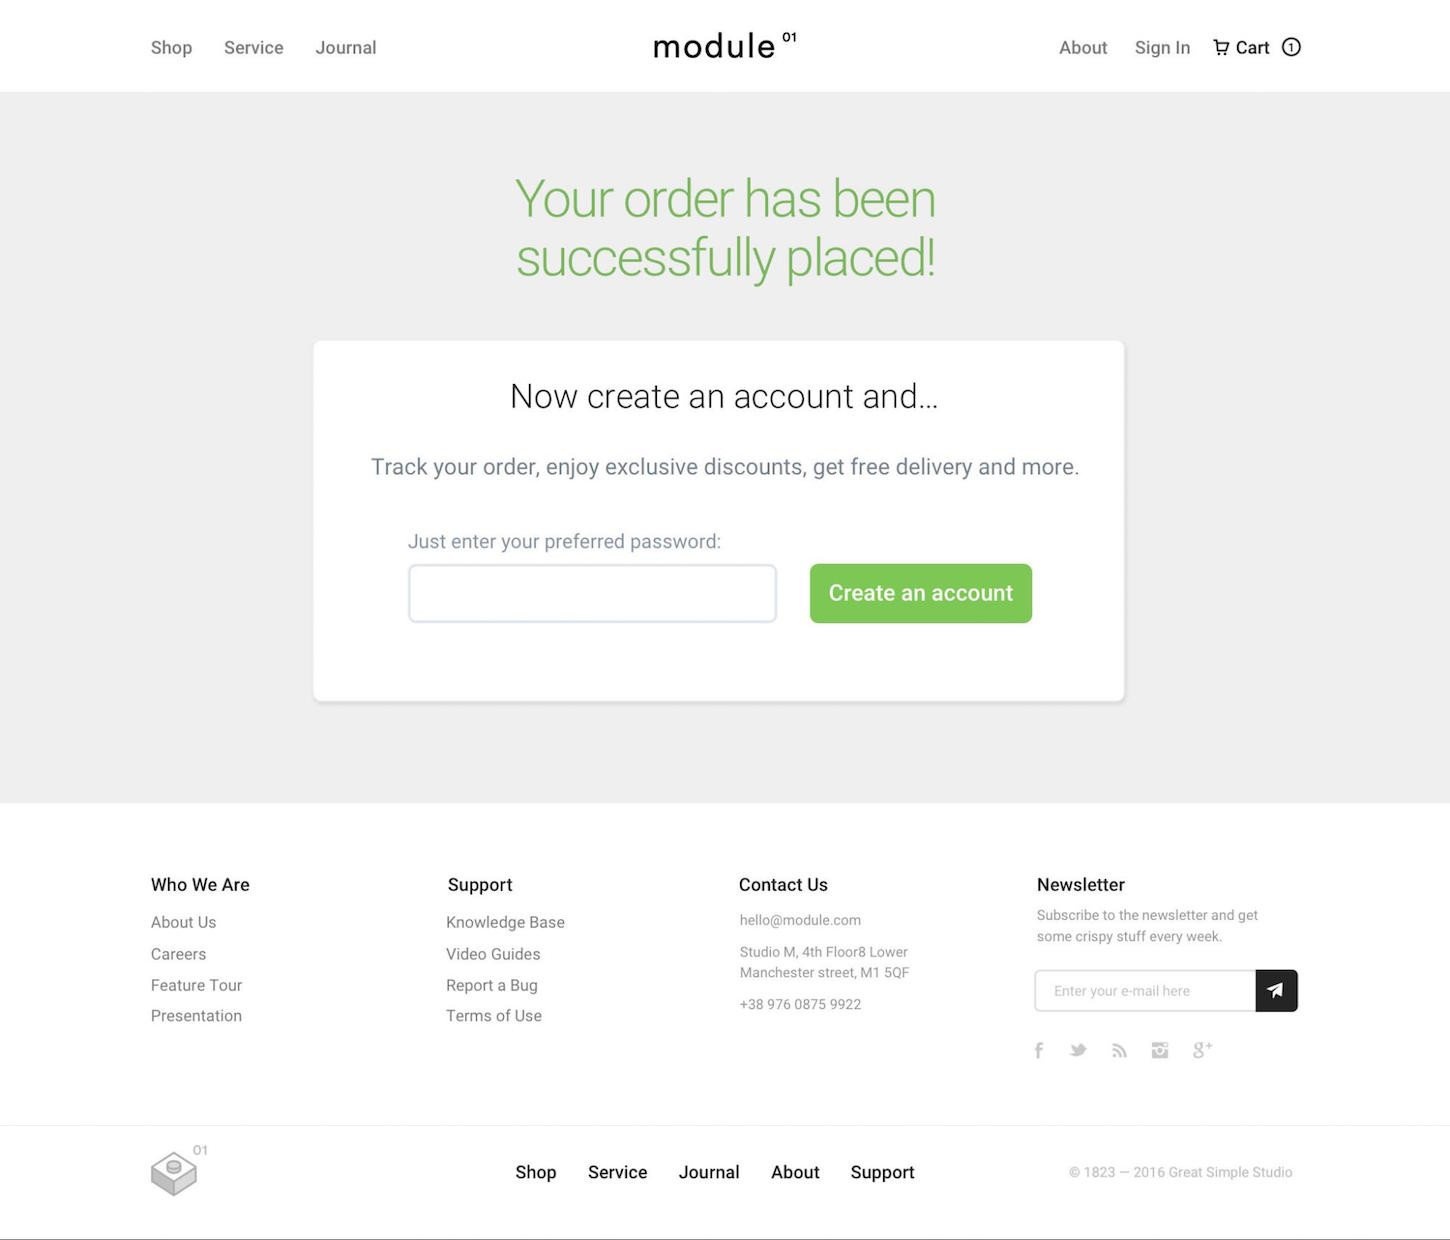 Shop Service Journal
module 01
About Sign In Cart 1
Your order has been
successfully placed!
Now create an account and...
Track your order, enjoy exclusive discounts, get free delivery and more.
Just enter your preferred password:
Create an account
Who We Are
About Us
Careers
Feature Tour
Presentation
Support
Knowledge Base
Video Guides
Report a Bug
Terms of Use
Contact Us
hello@module.com
Studio M, 4th Floor8 Lower
Manchester street, M1 5QF
+38 976 0875 9922
Newsletter
Subscribe to the newsletter and get
some crispy stuff every week.
Enter your e-mail here
01
Shop Service Journal About Support
© 1823 — 2016 Great Simple Studio